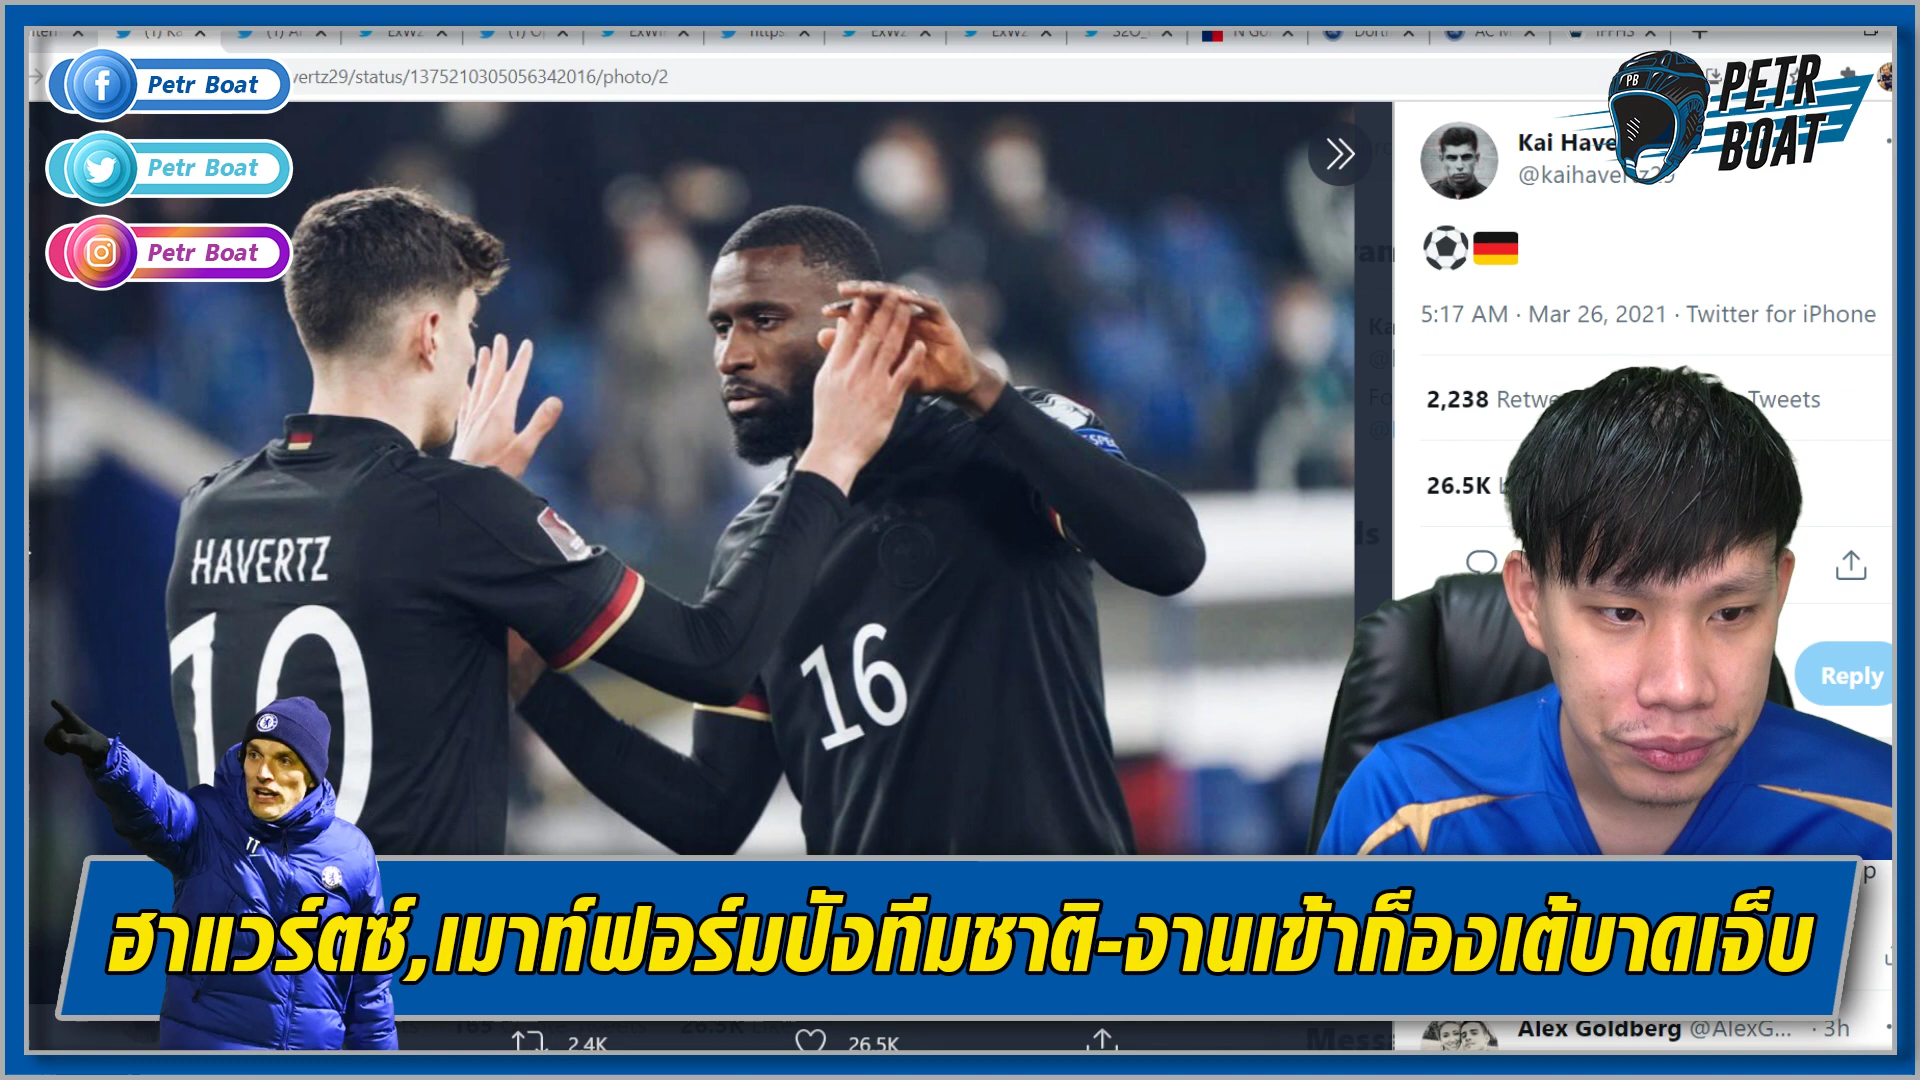 vertz29/status/1375210305056342016/photo/2
Petr Boat
Petr Boat
Petr Boat
PB
PETR
BOAT
Kai Have
@kaihavertz29
5:17 AM · Mar 26, 2021 · Twitter for iPhone
2,238 Retwe Tweets
26.5K
Reply
HAVERTZ
10
16
TT
ฮาแวร์ตซ์,เมาท์ฟอร์มปังทีมชาติ-งานเข้าก็องเต้บาดเจ็บ
2.4K
26.5K
Alex Goldberg @AlexG... · 3h